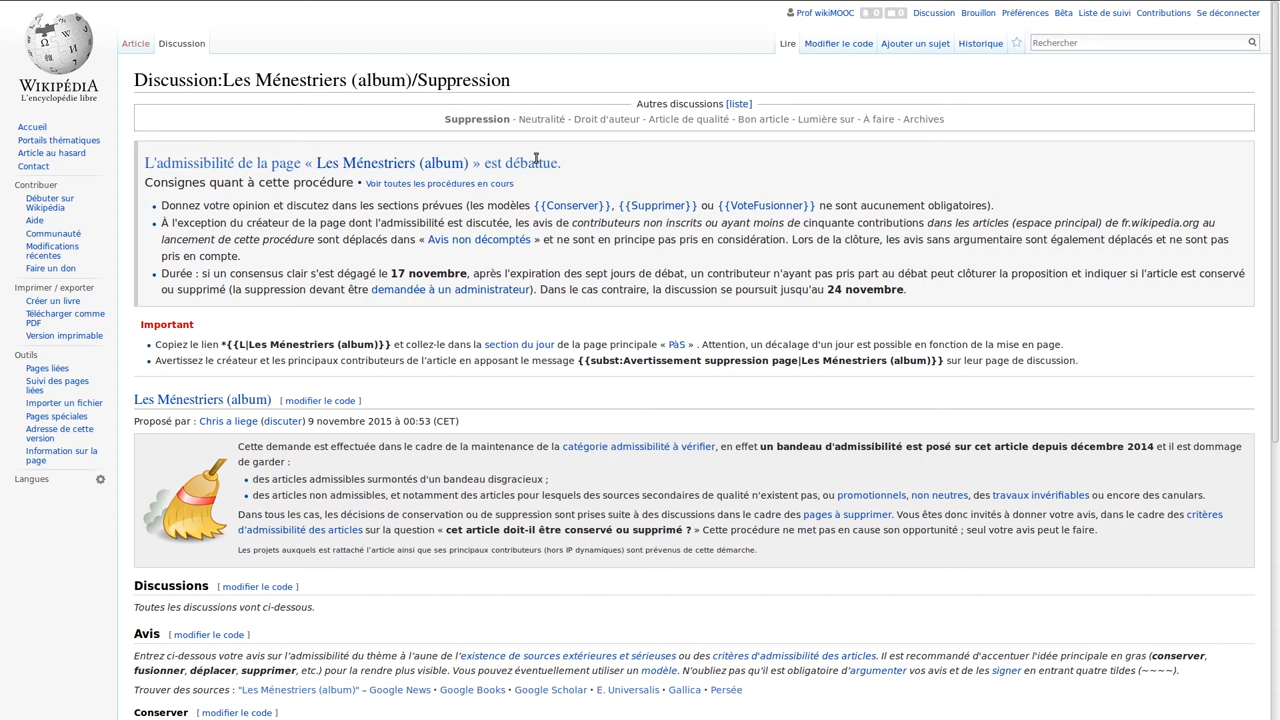 Prof wikiMOOC 0 0 Discussion Brouillon Préférences Bêta Liste de suivi Contributions Se déconnecter
Article Discussion Lire Modifier le code Ajouter un sujet Historique Rechercher
WIKIPÉDIA
L'encyclopédie libre
Accueil
Portails thématiques
Article au hasard
Contact
Contribuer
Débuter sur
Wikipédia
Aide
Communauté
Modifications
récentes
Faire un don
Imprimer / exporter
Créer un livre
Télécharger comme
PDF
Version imprimable
Outils
Pages liées
Suivi des pages
liées
Importer un fichier
Pages spéciales
Adresse de cette
version
Information sur la
page
Langues
Discussion:Les Ménestriers (album)/Suppression
Autres discussions [liste]
Suppression - Neutralité - Droit d'auteur - Article de qualité - Bon article - Lumière sur - À faire - Archives
L'admissibilité de la page « Les Ménestriers (album) » est débattue.
Consignes quant à cette procédure • Voir toutes les procédures en cours
• Donnez votre opinion et discutez dans les sections prévues (les modèles {{Conserver}}, {{Supprimer}} ou {{VoteFusionner}} ne sont aucunement obligatoires).
• À l'exception du créateur de la page dont l'admissibilité est discutée, les avis de contributeurs non inscrits ou ayant moins de cinquante contributions dans les articles (espace principal) de fr.wikipedia.org au
lancement de cette procédure sont déplacés dans « Avis non décomptés » et ne sont en principe pas pris en considération. Lors de la clôture, les avis sans argumentaire sont également déplacés et ne sont pas
pris en compte.
• Durée : si un consensus clair s'est dégagé le 17 novembre, après l'expiration des sept jours de débat, un contributeur n'ayant pas pris part au débat peut clôturer la proposition et indiquer si l'article est conservé
ou supprimé (la suppression devant être demandée à un administrateur). Dans le cas contraire, la discussion se poursuit jusqu'au 24 novembre.
Important
• Copiez le lien *{{L|Les Ménestriers (album)}} et collez-le dans la section du jour de la page principale « PàS » . Attention, un décalage d'un jour est possible en fonction de la mise en page.
• Avertissez le créateur et les principaux contributeurs de l'article en apposant le message {{subst:Avertissement suppression page|Les Ménestriers (album)}} sur leur page de discussion.
Les Ménestriers (album) [ modifier le code ]
Proposé par : Chris a liege (discuter) 9 novembre 2015 à 00:53 (CET)
Cette demande est effectuée dans le cadre de la maintenance de la catégorie admissibilité à vérifier, en effet un bandeau d'admissibilité est posé sur cet article depuis décembre 2014 et il est dommage
de garder :
• des articles admissibles surmontés d'un bandeau disgracieux ;
• des articles non admissibles, et notamment des articles pour lesquels des sources secondaires de qualité n'existent pas, ou promotionnels, non neutres, des travaux invérifiables ou encore des canulars.
Dans tous les cas, les décisions de conservation ou de suppression sont prises suite à des discussions dans le cadre des pages à supprimer. Vous êtes donc invités à donner votre avis, dans le cadre des critères
d'admissibilité des articles sur la question « cet article doit-il être conservé ou supprimé ? » Cette procédure ne met pas en cause son opportunité ; seul votre avis peut le faire.
Les projets auxquels est rattaché l'article ainsi que ses principaux contributeurs (hors IP dynamiques) sont prévenus de cette démarche.
Discussions [ modifier le code ]
Toutes les discussions vont ci-dessous.
Avis [ modifier le code ]
Entrez ci-dessous votre avis sur l'admissibilité du thème à l'aune de l'existence de sources extérieures et sérieuses ou des critères d'admissibilité des articles. Il est recommandé d'accentuer l'idée principale en gras (conserver,
fusionner, déplacer, supprimer, etc.) pour la rendre plus visible. Vous pouvez éventuellement utiliser un modèle. N'oubliez pas qu'il est obligatoire d'argumenter vos avis et de les signer en entrant quatre tildes (~~~~).
Trouver des sources : "Les Ménestriers (album)" – Google News • Google Books • Google Scholar • E. Universalis • Gallica • Persée
Conserver [ modifier le code ]